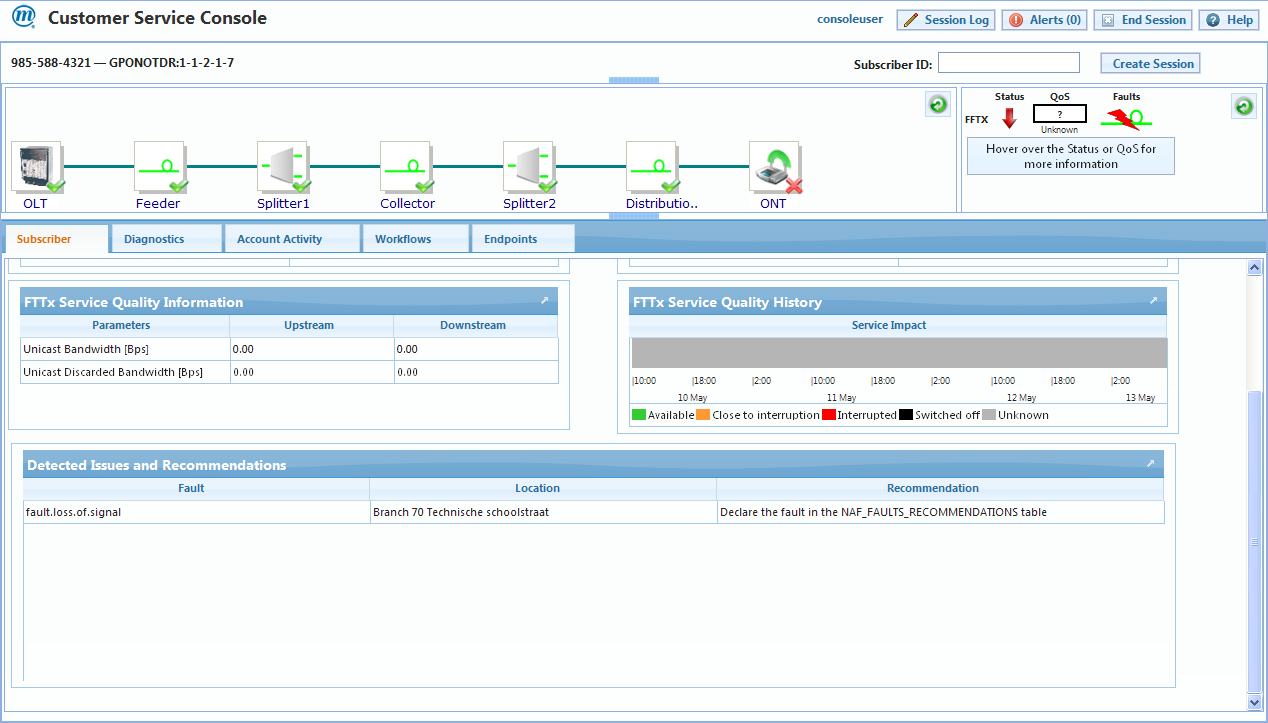 m Customer Service Console
consoleuser Session Log Alerts (0) End Session Help
985-588-4321 — GPONOTDR:1-1-2-1-7
Subscriber ID: Create Session
OLT Feeder Splitter1 Collector Splitter2 Distributio.. ONT
Status QoS Faults
FFTX ?
Unknown
Hover over the Status or QoS for
more information
Subscriber Diagnostics Account Activity Workflows Endpoints
FTTx Service Quality Information
Parameters Upstream Downstream
Unicast Bandwidth [Bps] 0.00 0.00
Unicast Discarded Bandwidth [Bps] 0.00 0.00
FTTx Service Quality History
Service Impact
|10:00 |18:00 |2:00 |10:00 |18:00 |2:00 |10:00 |18:00 |2:00
10 May 11 May 12 May 13 May
Available Close to interruption Interrupted Switched off Unknown
Detected Issues and Recommendations
Fault Location Recommendation
fault.loss.of.signal Branch 70 Technische schoolstraat Declare the fault in the NAF_FAULTS_RECOMMENDATIONS table